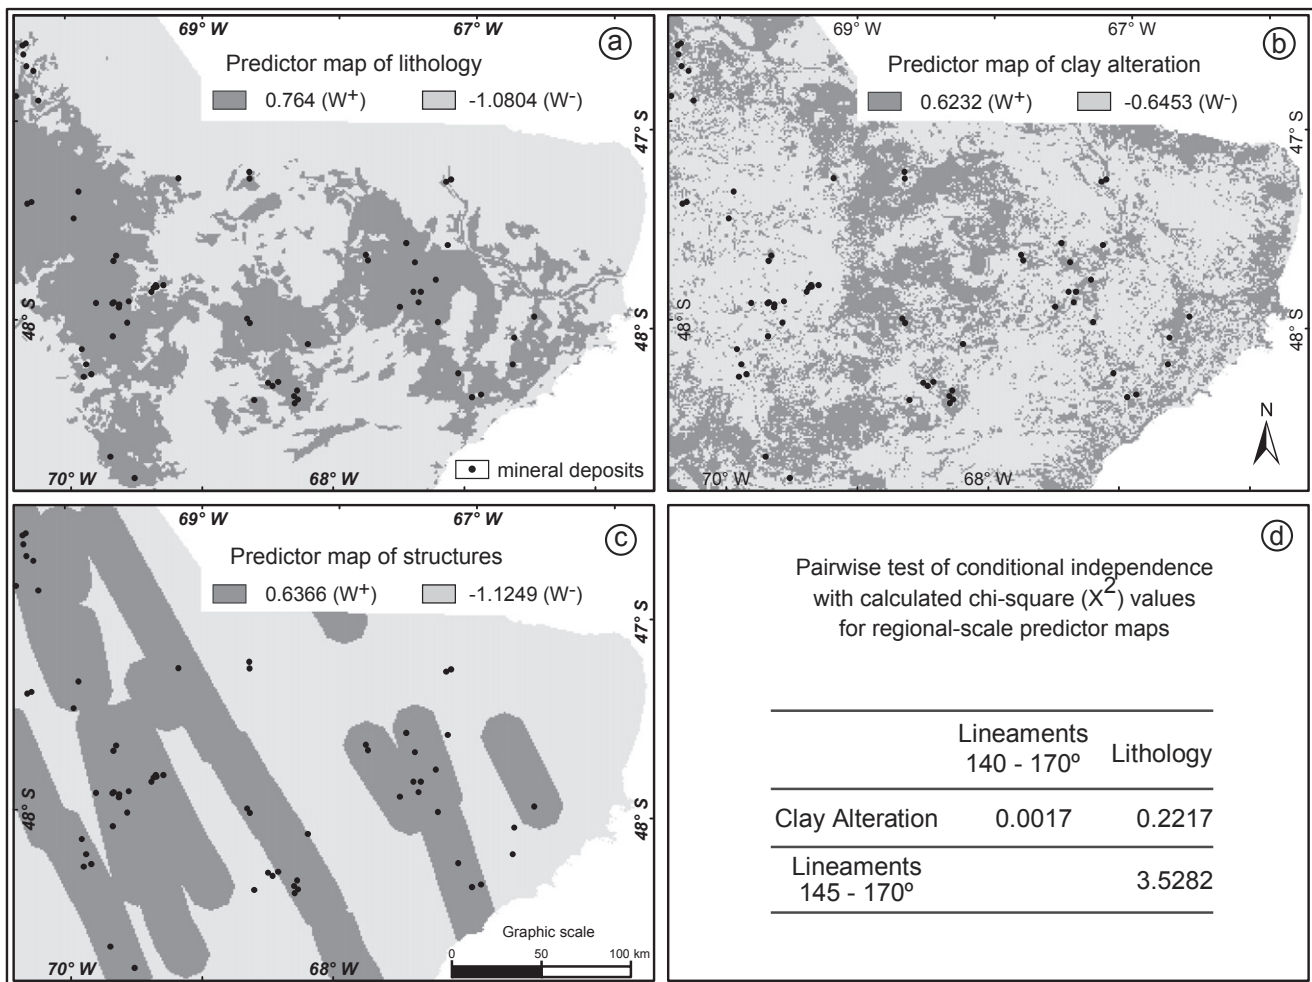 69° W
67° W
a
Predictor map of lithology
0.764 (W+)
-1.0804 (W-)
47° S
48° S
48° S
70° W
68° W
mineral deposits
69° W
67° W
b
Predictor map of clay alteration
0.6232 (W+)
-0.6453 (W-)
47° S
48° S
48° S
N
70° W
68° W
69° W
67° W
c
Predictor map of structures
0.6366 (W+)
-1.1249 (W-)
47° S
48° S
48° S
Graphic scale
0 50 100 km
70° W
68° W
d
Pairwise test of conditional independence
with calculated chi-square (X2) values
for regional-scale predictor maps
Lineaments
140 - 170º
Lithology
Clay Alteration 0.0017 0.2217
Lineaments
145 - 170º
3.5282